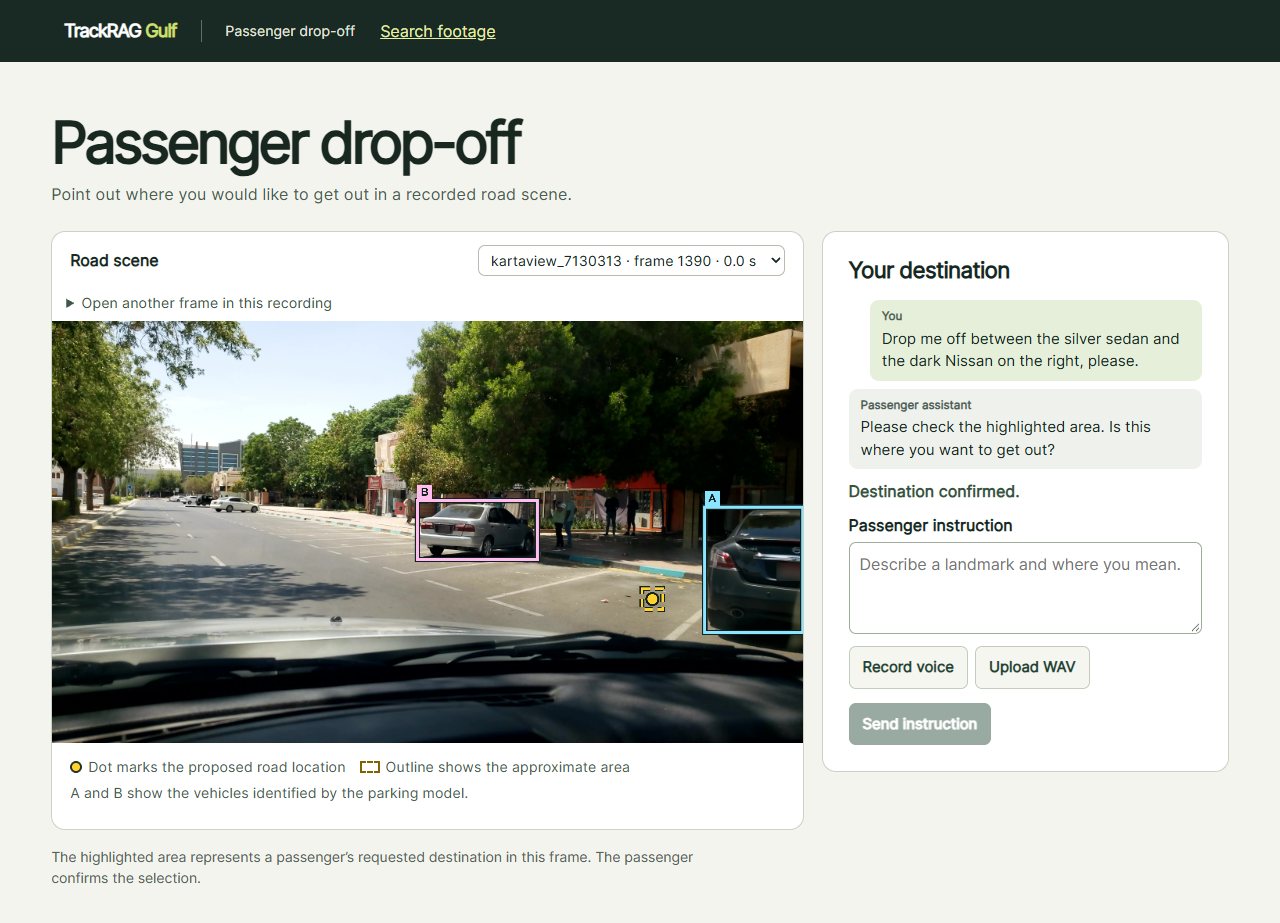 TrackRAG Gulf
Passenger drop-off
Search footage
Passenger drop-off
Point out where you would like to get out in a recorded road scene.
Road scene
kartaview_7130313 · frame 1390 · 0.0 s
Open another frame in this recording
B
A
Dot marks the proposed road location
Outline shows the approximate area
A and B show the vehicles identified by the parking model.
The highlighted area represents a passenger’s requested destination in this frame. The passenger
confirms the selection.
Your destination
You
Drop me off between the silver sedan and
the dark Nissan on the right, please.
Passenger assistant
Please check the highlighted area. Is this
where you want to get out?
Destination confirmed.
Passenger instruction
Describe a landmark and where you mean.
Record voice
Upload WAV
Send instruction